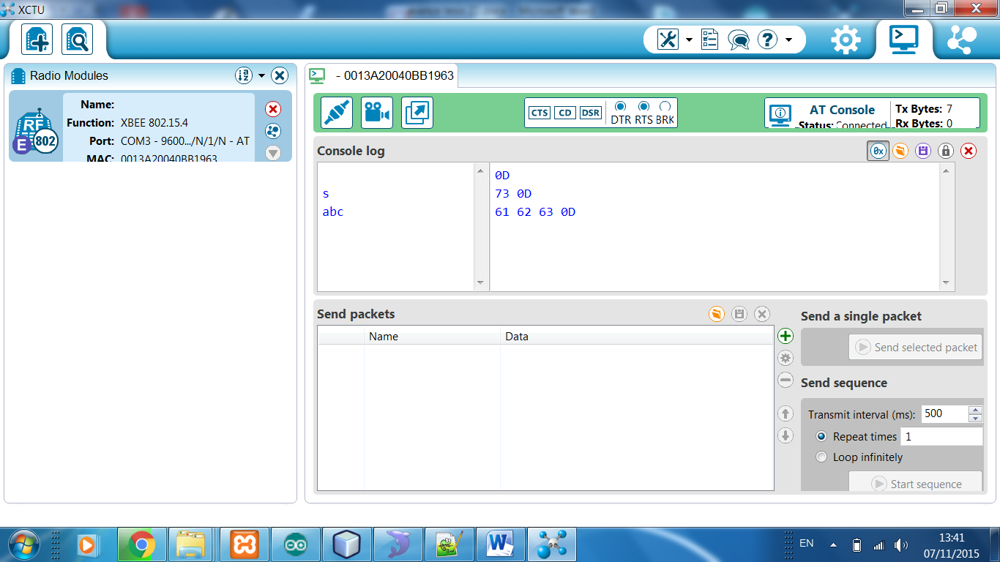 XCTU
Radio Modules
Name:
Function: XBEE 802.15.4
Port: COM3 - 9600.../N/1/N - AT
MAC: 0013A20040BB1963
RF
E 802
- 0013A20040BB1963
CTS CD DSR DTR RTS BRK
AT Console
Status: Connected
Tx Bytes: 7
Rx Bytes: 0
Console log
0x
0D
s 73 0D
abc 61 62 63 0D
Send packets
Name Data
Send a single packet
Send selected packet
Send sequence
Transmit interval (ms): 500
Repeat times 1
Loop infinitely
Start sequence
EN
13:41
07/11/2015